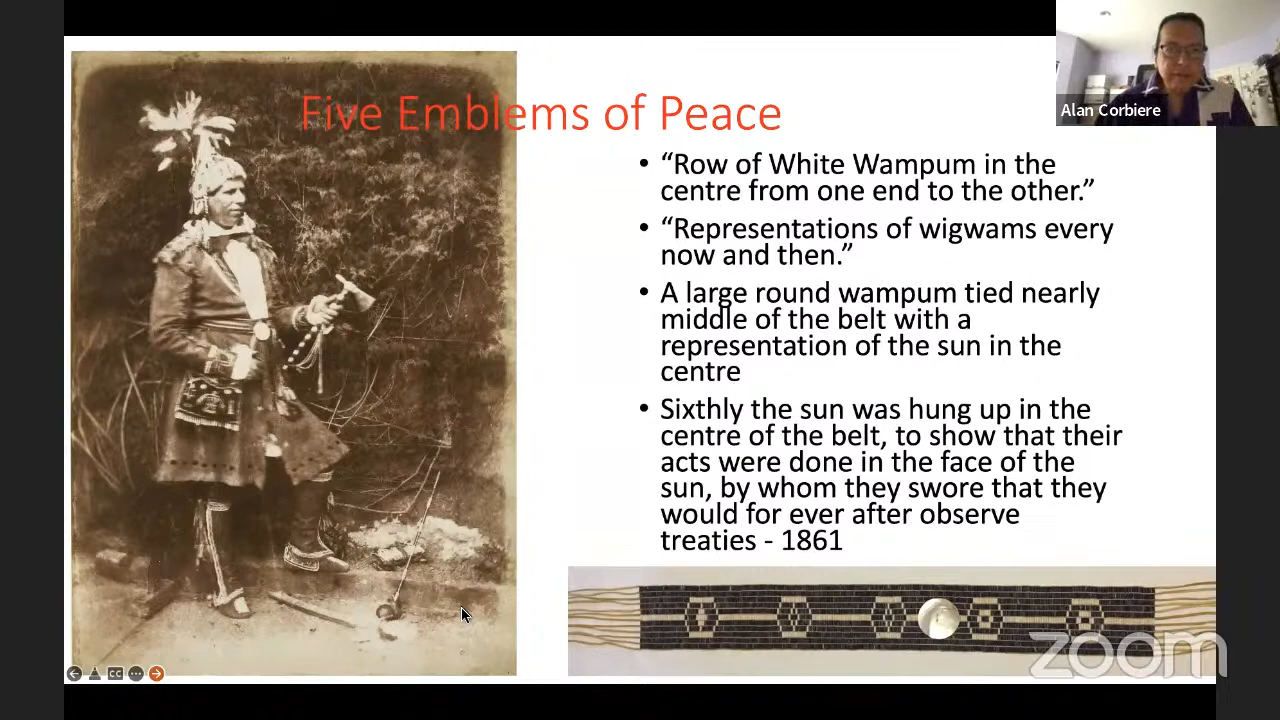 Five Emblems of Peace
Alan Corbiere
• “Row of White Wampum in the
centre from one end to the other.”
• “Representations of wigwams every
now and then.”
• A large round wampum tied nearly
middle of the belt with a
representation of the sun in the
centre
• Sixthly the sun was hung up in the
centre of the belt, to show that their
acts were done in the face of the
sun, by whom they swore that they
would for ever after observe
treaties - 1861
zoom
CC